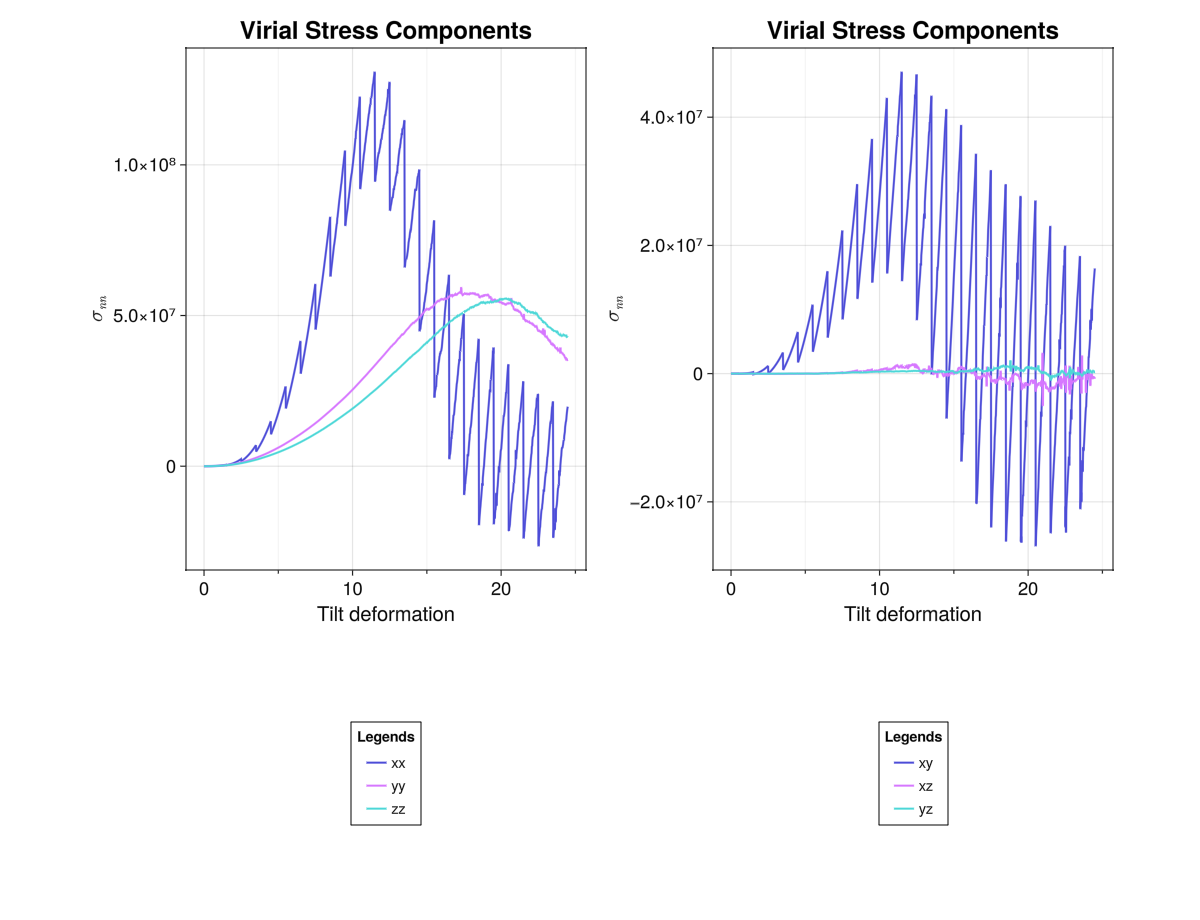 Virial Stress Components
σnn
1.0×10⁸
5.0×10⁷
0
0
10
20
Tilt deformation
Legends
xx
yy
zz
Virial Stress Components
σnn
4.0×10⁷
2.0×10⁷
0
−2.0×10⁷
0
10
20
Tilt deformation
Legends
xy
xz
yz